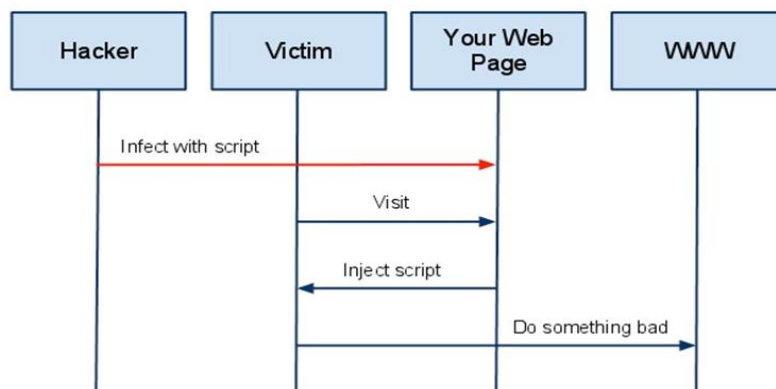 Hacker
Victim
Your Web
Page
WWW
Infect with script
Visit
Inject script
Do something bad